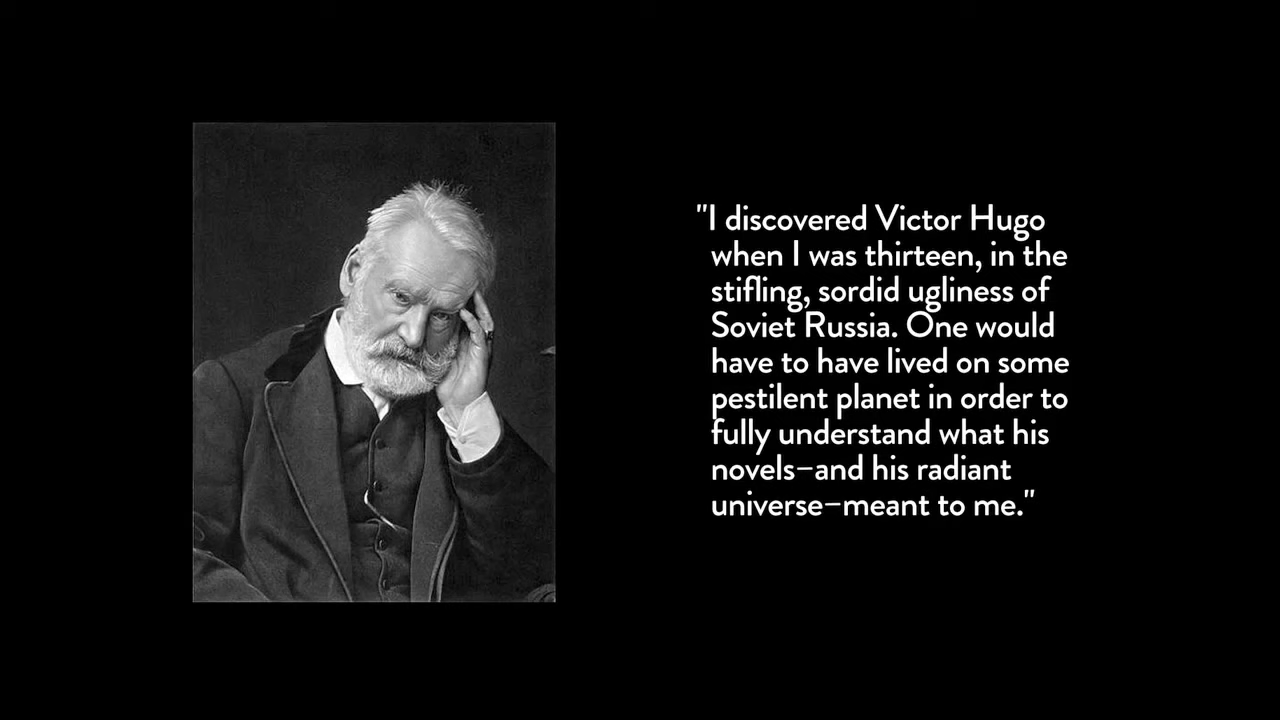 "I discovered Victor Hugo
when I was thirteen, in the
stifling, sordid ugliness of
Soviet Russia. One would
have to have lived on some
pestilent planet in order to
fully understand what his
novels–and his radiant
universe–meant to me."